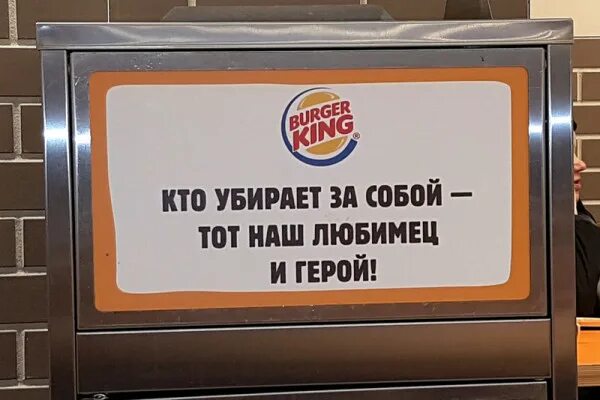 BURGER
KING
®
КТО УБИРАЕТ ЗА СОБОЙ —
ТОТ НАШ ЛЮБИМЕЦ
И ГЕРОЙ!